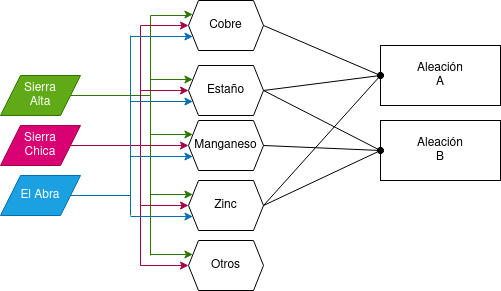 Cobre
Aleación
A
Sierra
Alta
Estaño
Sierra
Chica
Manganeso
Aleación
B
El Abra
Zinc
Otros